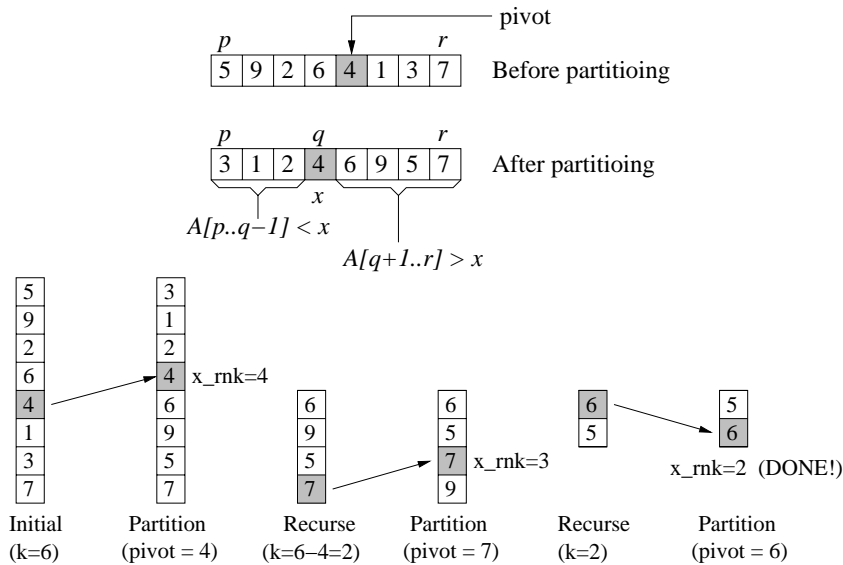 pivot
p r
5 9 2 6 4 1 3 7 Before partitioing
p q r
3 1 2 4 6 9 5 7 After partitioing
x
A[p..q−1] < x
A[q+1..r] > x
5 3
9 1
2 2
6 4 x_rnk=4
4 6 6 6 6 5
1 9 9 5 5 6
3 5 5 7 x_rnk=3 x_rnk=2 (DONE!)
7 7 7 9
Initial Partition Recurse Partition Recurse Partition
(k=6) (pivot = 4) (k=6−4=2) (pivot = 7) (k=2) (pivot = 6)